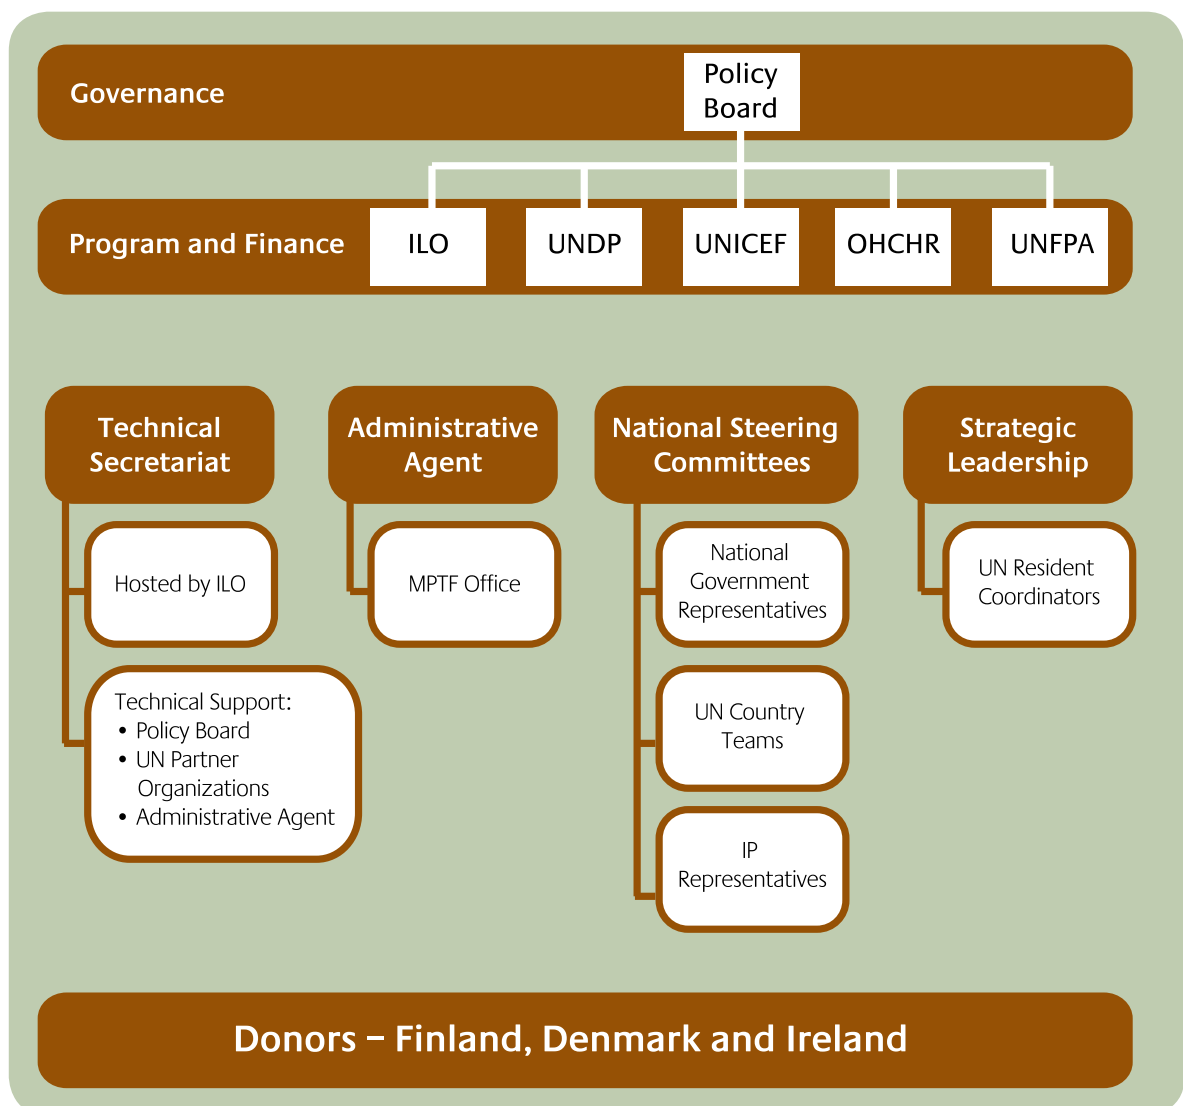 Governance
Policy
Board
Program and Finance
ILO
UNDP
UNICEF
OHCHR
UNFPA
Technical
Secretariat
Hosted by ILO
Technical Support:
• Policy Board
• UN Partner
Organizations
• Administrative Agent
Administrative
Agent
MPTF Office
National Steering
Committees
National
Government
Representatives
UN Country
Teams
IP
Representatives
Strategic
Leadership
UN Resident
Coordinators
Donors – Finland, Denmark and Ireland